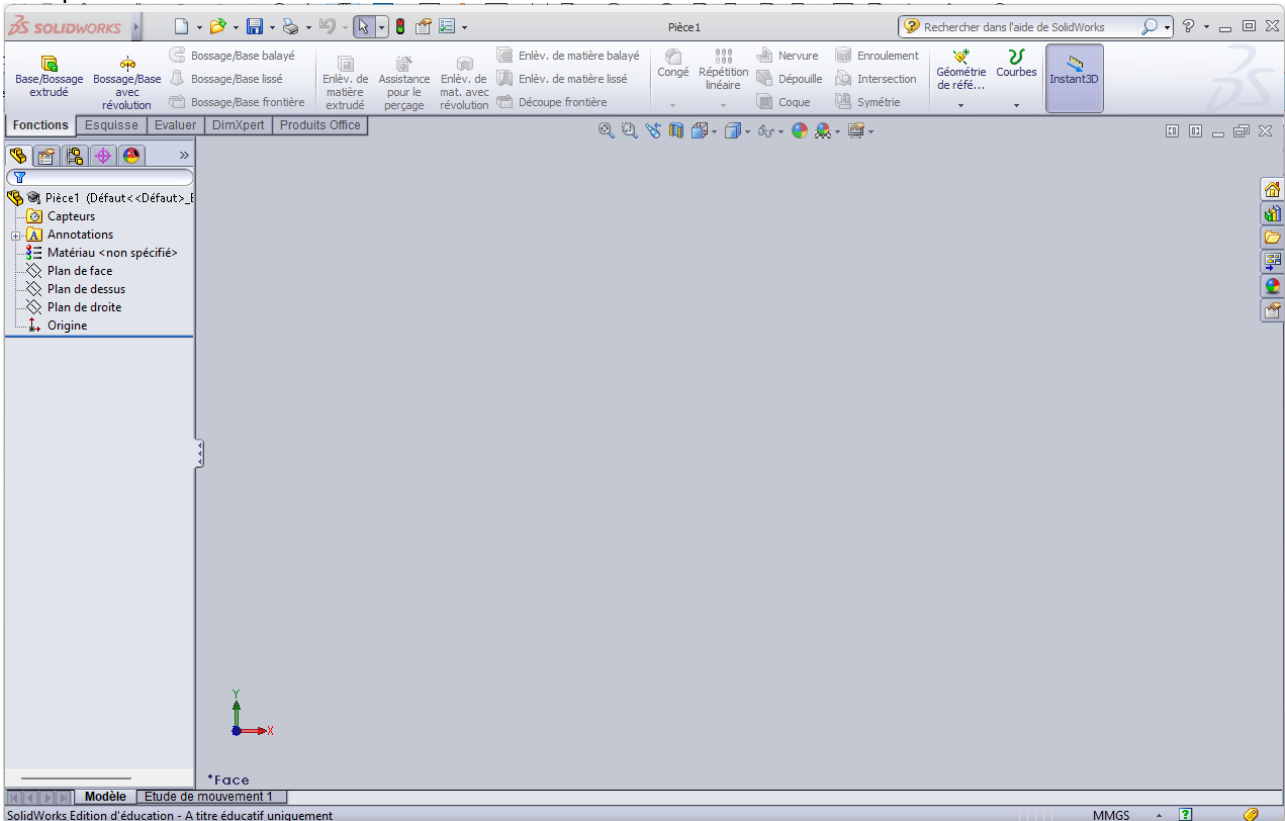 SOLIDWORKS
Pièce1
Rechercher dans l'aide de SolidWorks
Base/Bossage extrudé
Bossage/Base avec révolution
Bossage/Base balayé
Bossage/Base lissé
Bossage/Base frontière
Enlèv. de matière extrudé
Assistance pour le perçage
Enlèv. de mat. avec révolution
Enlèv. de matière balayé
Enlèv. de matière lissé
Découpe frontière
Congé
Répétition linéaire
Nervure
Dépouille
Coque
Enroulement
Intersection
Symétrie
Géométrie de réfé...
Courbes
Instant3D
Fonctions
Esquisse
Evaluer
DimXpert
Produits Office
Pièce1 (Défaut<<Défaut>_
Capteurs
Annotations
Matériau <non spécifié>
Plan de face
Plan de dessus
Plan de droite
Origine
Y
X
*Face
Modèle
Etude de mouvement 1
SolidWorks Edition d'éducation - A titre éducatif uniquement
MMGS